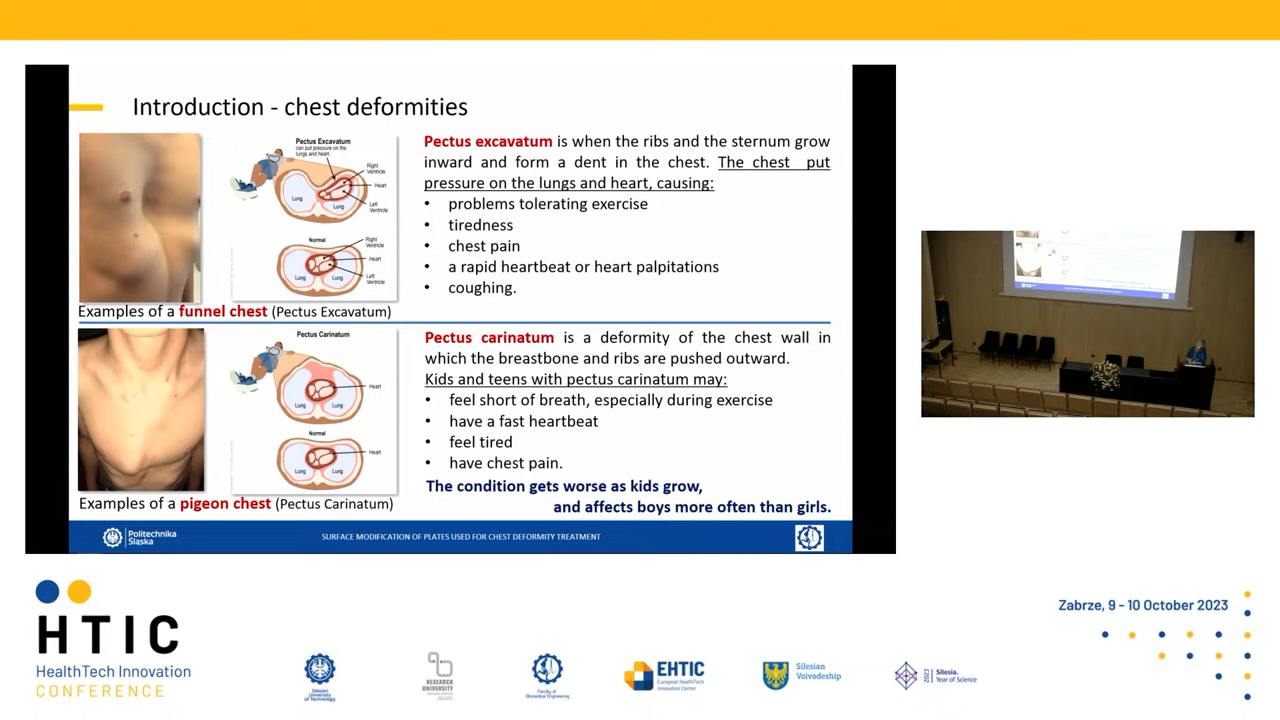 Introduction - chest deformities
Pectus Excavatum
can put pressure on the
lungs and heart.
Right
Ventricle
Heart
Left
Ventricle
Lung
Lung
Normal
Right
Ventricle
Heart
Left
Ventricle
Lung
Lung
Examples of a funnel chest (Pectus Excavatum)
Pectus excavatum is when the ribs and the sternum grow
inward and form a dent in the chest. The chest put
pressure on the lungs and heart, causing:
• problems tolerating exercise
• tiredness
• chest pain
• a rapid heartbeat or heart palpitations
• coughing.
Pectus Carinatum
Heart
Normal
Heart
Lung
Lung
Examples of a pigeon chest (Pectus Carinatum)
Pectus carinatum is a deformity of the chest wall in
which the breastbone and ribs are pushed outward.
Kids and teens with pectus carinatum may:
• feel short of breath, especially during exercise
• have a fast heartbeat
• feel tired
• have chest pain.
The condition gets worse as kids grow,
and affects boys more often than girls.
Politechnika
Śląska
SURFACE MODIFICATION OF PLATES USED FOR CHEST DEFORMITY TREATMENT
HTIC
HealthTech Innovation
CONFERENCE
Zabrze, 9 - 10 October 2023
Silesian
University
of Technology
RESEARCH
UNIVERSITY
Faculty of
Biomedical Engineering
EHTIC
European HealthTech
Innovation Center
Silesian
Voivodeship
2023
Silesia.
Year of Science